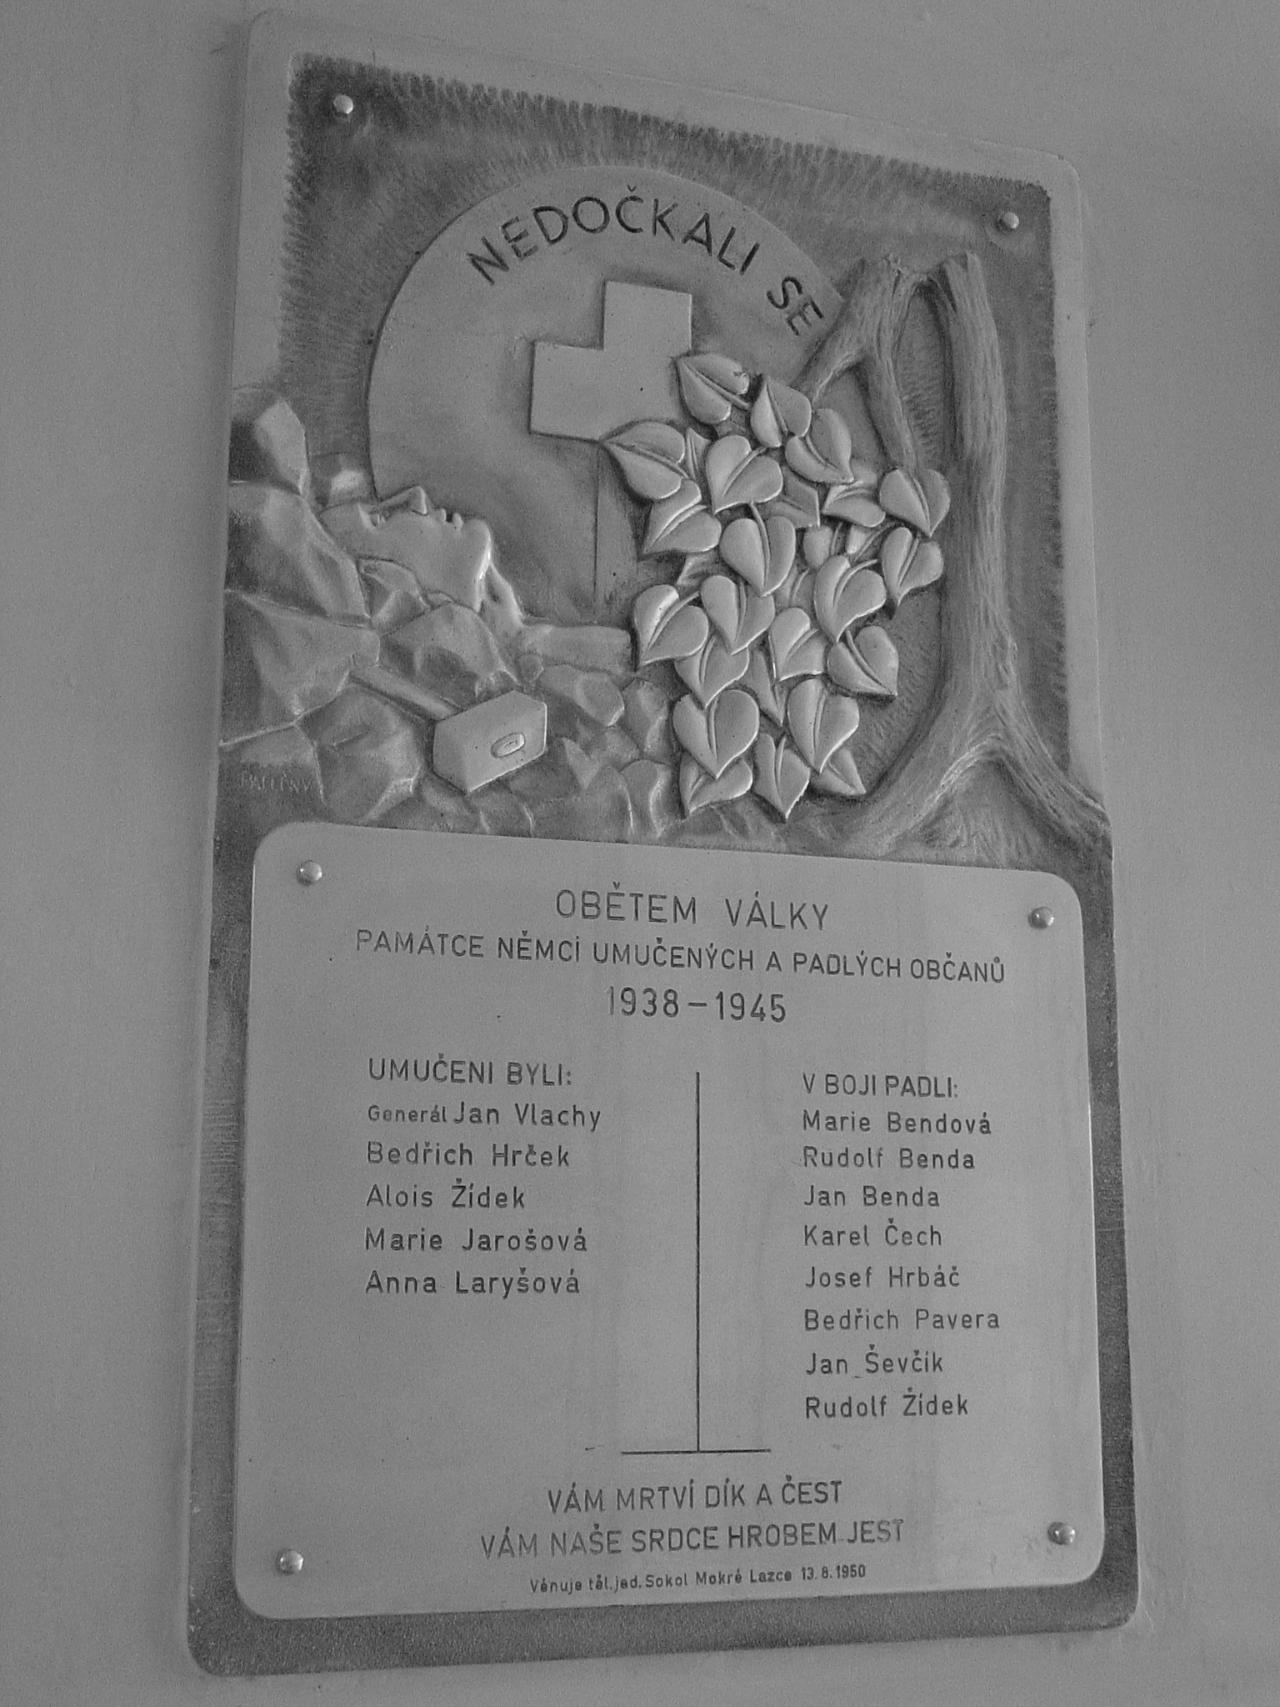 NEDOČKALI SE
OBĚTEM VÁLKY
PAMÁTCE NĚMCI UMUČENÝCH A PADLÝCH OBČANŮ
1938-1945
UMUČENI BYLI:
Generál Jan Vlachy
Bedřich Hrček
Alois Žídek
Marie Jarošová
Anna Laryšová
V BOJI PADLI:
Marie Bendová
Rudolf Benda
Jan Benda
Karel Čech
Josef Hrbáč
Bedřich Pavera
Jan Ševčik
Rudolf Žídek
VÁM MRTVÍ DÍK A ČEST
VÁM NAŠE SRDCE HROBEM JEST
Věnuje těl.jed. Sokol Mokré Lazce 13.8.1950